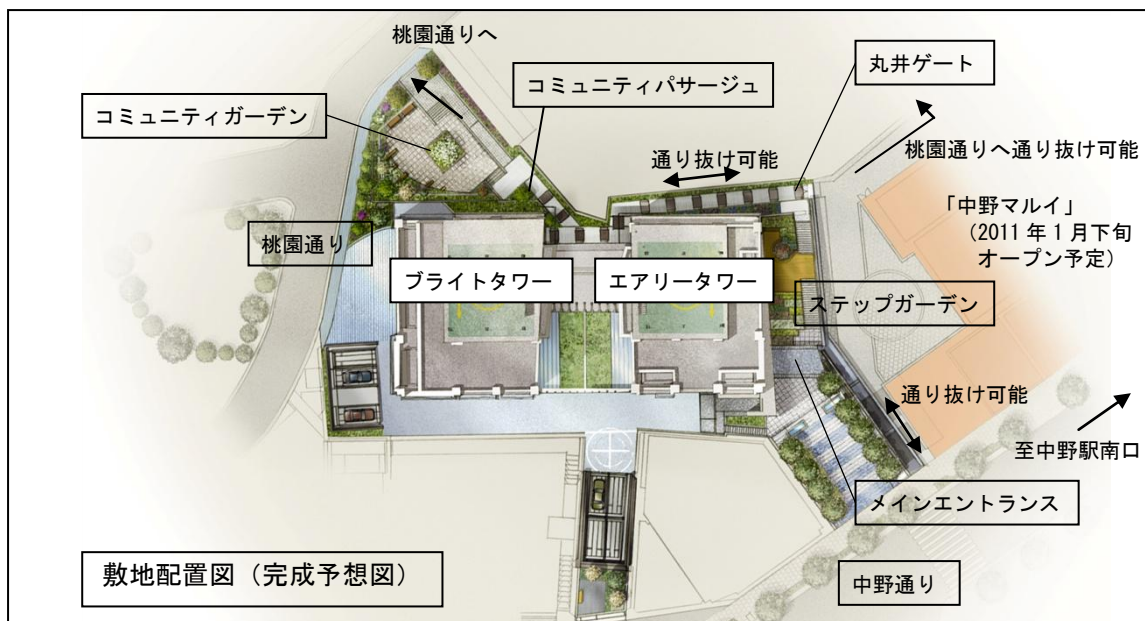 桃園通りへ
丸井ゲート
コミュニティパサージュ
コミュニティガーデン
通り抜け可能
桃園通りへ通り抜け可能
「中野マルイ」
（2011年1月下旬
オープン予定）
桃園通り
ブライトタワー
エアリータワー
ステップガーデン
通り抜け可能
至中野駅南口
メインエントランス
敷地配置図（完成予想図）
中野通り